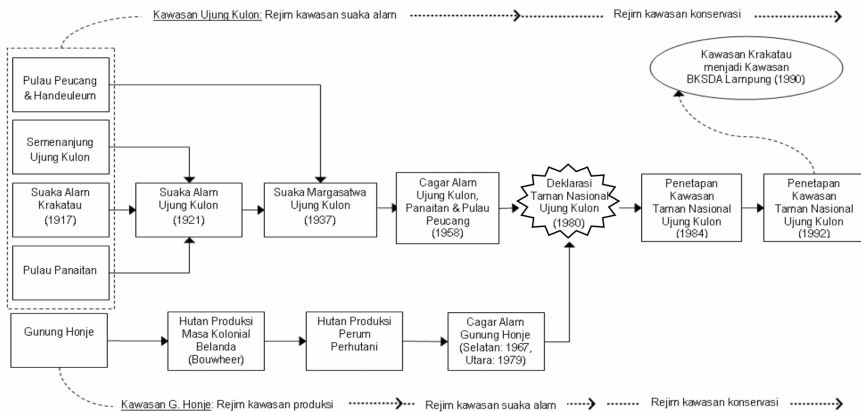 Kawasan Ujung Kulon: Rejim kawasan suaka alam
Rejim kawasan konservasi
Kawasan Krakatau
menjadi Kawasan
BKSDA Lampung (1990)
Pulau Peucang
& Handeuleum
Semenanjung
Ujung Kulon
Suaka Alam
Krakatau
(1917)
Suaka Alam
Ujung Kulon
(1921)
Suaka Margasatwa
Ujung Kulon
(1937)
Cagar Alam
Ujung Kulon,
Panaitan & Pulau
Peucang
(1958)
Deklarasi
Taman Nasional
Ujung Kulon
(1980)
Penetapan
Kawasan
Taman Nasional
Ujung Kulon
(1984)
Penetapan
Kawasan
Taman Nasional
Ujung Kulon
(1992)
Pulau Panaitan
Gunung Honje
Hutan Produksi
Masa Kolonial
Belanda
(Bouwheer)
Hutan Produksi
Perum
Perhutani
Cagar Alam
Gunung Honje
(Selatan: 1967,
Utara: 1979)
Kawasan G. Honje: Rejim kawasan produksi
Rejim kawasan suaka alam
Rejim kawasan konservasi